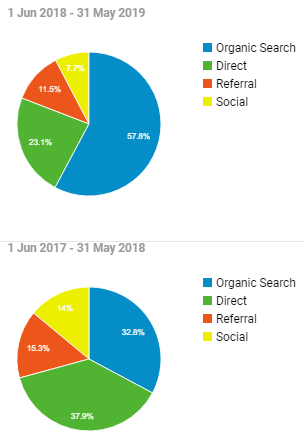 1 Jun 2018 - 31 May 2019
Organic Search
Direct
Referral
Social
7.7%
11.5%
57.8%
23.1%
1 Jun 2017 - 31 May 2018
Organic Search
Direct
Referral
Social
14%
32.8%
15.3%
37.9%